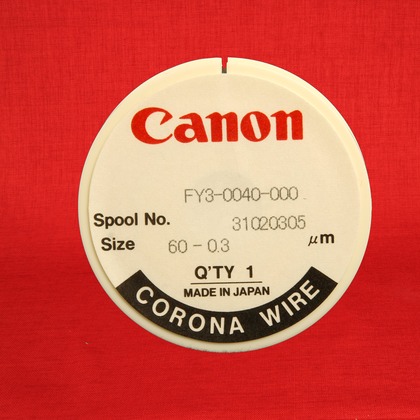 Canon
FY3-0040-000
Spool No. 31020305
Size 60-0.3 μm
Q'TY 1
MADE IN JAPAN
CORONA WIRE